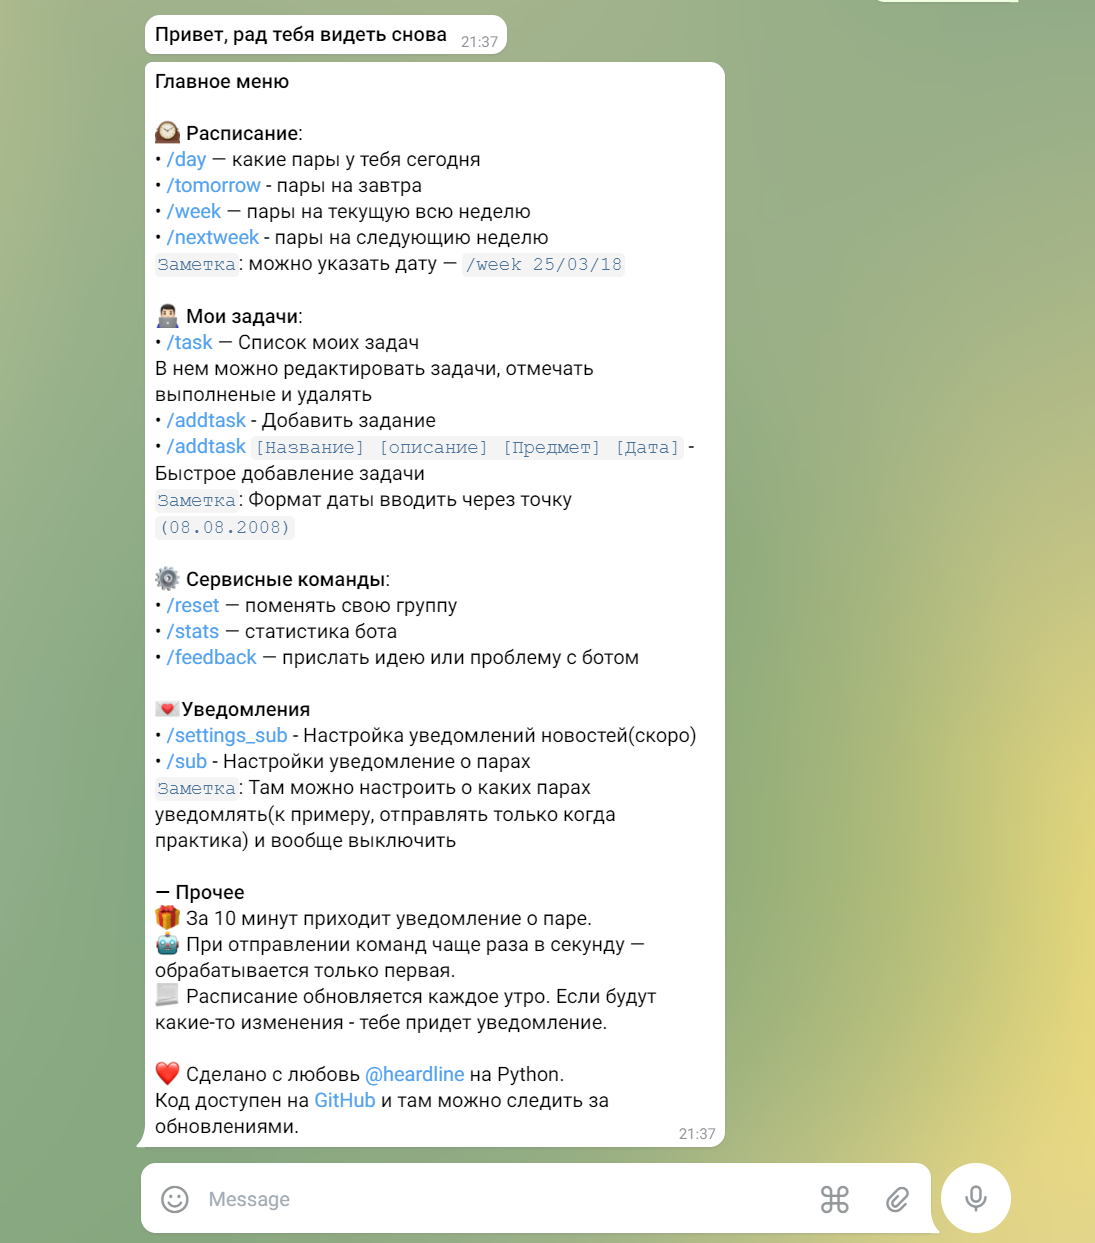 Привет, рад тебя видеть снова 21:37
Главное меню
Расписание:
• /day — какие пары у тебя сегодня
• /tomorrow - пары на завтра
• /week — пары на текущую всю неделю
• /nextweek - пары на следующию неделю
Заметка: можно указать дату — /week 25/03/18
Мои задачи:
• /task — Список моих задач
В нем можно редактировать задачи, отмечать
выполненые и удалять
• /addtask - Добавить задание
• /addtask [Название] [описание] [Предмет] [Дата] -
Быстрое добавление задачи
Заметка: Формат даты вводить через точку
(08.08.2008)
Сервисные команды:
• /reset — поменять свою группу
• /stats — статистика бота
• /feedback — прислать идею или проблему с ботом
Уведомления
• /settings_sub - Настройка уведомлений новостей(скоро)
• /sub - Настройки уведомление о парах
Заметка: Там можно настроить о каких парах
уведомлять(к примеру, отправлять только когда
практика) и вообще выключить
— Прочее
За 10 минут приходит уведомление о паре.
При отправлении команд чаще раза в секунду —
обрабатывается только первая.
Расписание обновляется каждое утро. Если будут
какие-то изменения - тебе придет уведомление.
Сделано с любовь @heardline на Python.
Код доступен на GitHub и там можно следить за
обновлениями.
21:37
Message